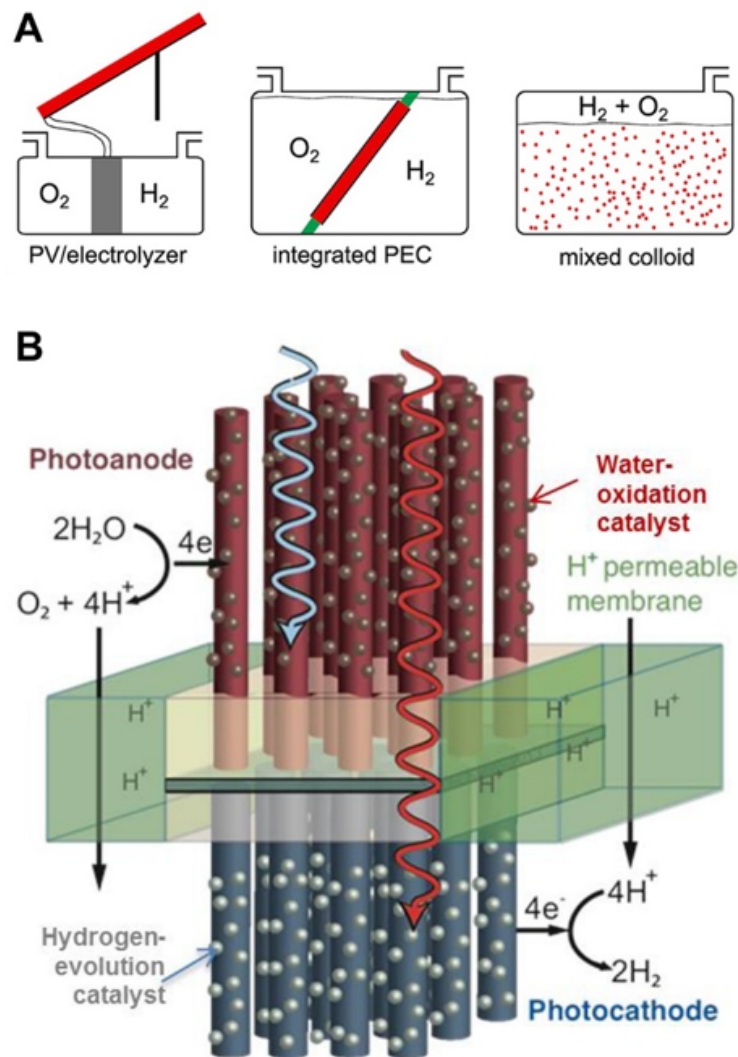 A
O₂
H₂
PV/electrolyzer
O₂
H₂
integrated PEC
H₂ + O₂
mixed colloid
B
Photoanode
2H₂O
4e
O₂ + 4H⁺
Water-
oxidation
catalyst
H⁺ permeable
membrane
H⁺
H⁺
H⁺
H⁺
H⁺
H⁺
Hydrogen-
evolution
catalyst
4e⁻
4H⁺
2H₂
Photocathode